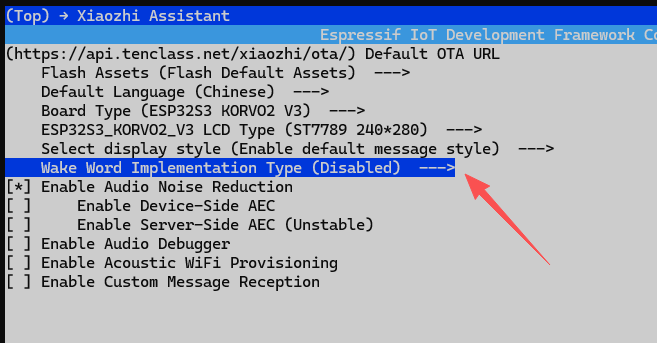 (Top) → Xiaozhi Assistant
Espressif IoT Development Framework Co
(https://api.tenclass.net/xiaozhi/ota/) Default OTA URL
Flash Assets (Flash Default Assets)  --->
Default Language (Chinese)  --->
Board Type (ESP32S3 KORVO2 V3)  --->
ESP32S3_KORVO2_V3 LCD Type (ST7789 240*280)  --->
Select display style (Enable default message style)  --->
Wake Word Implementation Type (Disabled)  --->
[*] Enable Audio Noise Reduction
[ ]     Enable Device-Side AEC
[ ]     Enable Server-Side AEC (Unstable)
[ ] Enable Audio Debugger
[ ] Enable Acoustic WiFi Provisioning
[ ] Enable Custom Message Reception